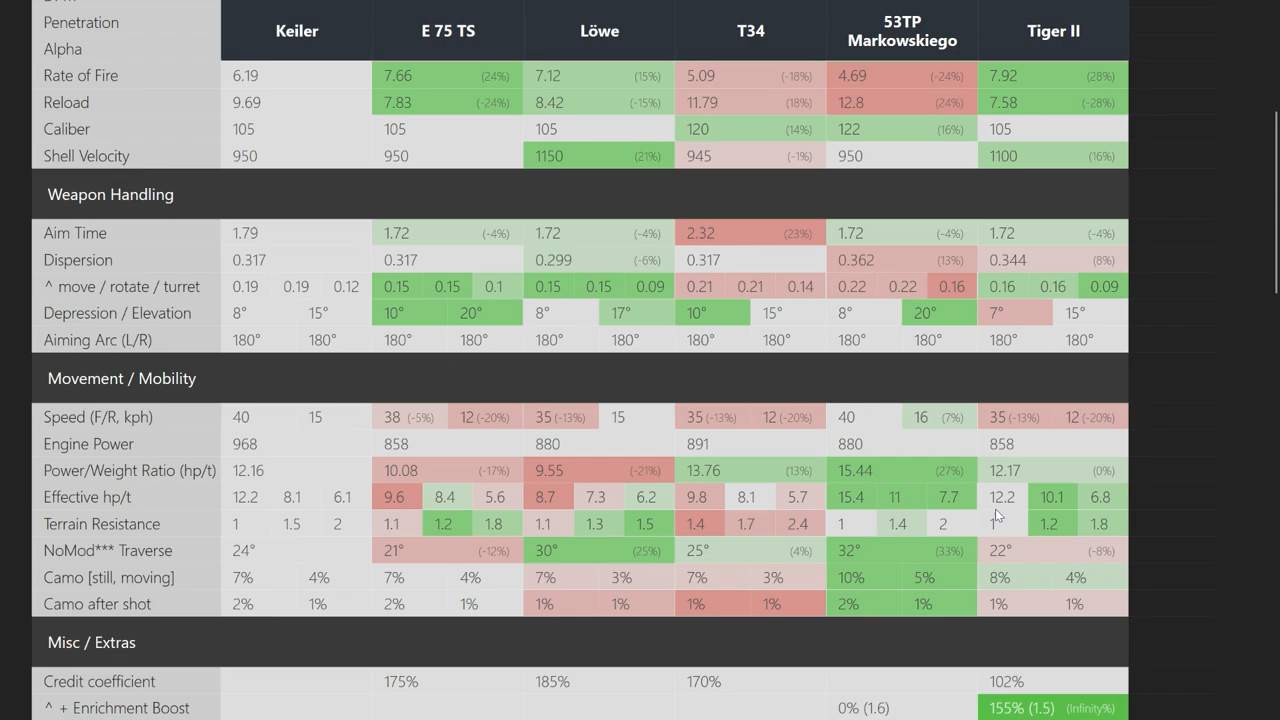 Penetration
Alpha
Keiler E 75 TS Löwe T34 53TP Markowskiego Tiger II
Rate of Fire 6.19 7.66 (24%) 7.12 (15%) 5.09 (-18%) 4.69 (-24%) 7.92 (28%)
Reload 9.69 7.83 (-24%) 8.42 (-15%) 11.79 (18%) 12.8 (24%) 7.58 (-28%)
Caliber 105 105 105 120 (14%) 122 (16%) 105
Shell Velocity 950 950 1150 (21%) 945 (-1%) 950 1100 (16%)
Weapon Handling
Aim Time 1.79 1.72 (-4%) 1.72 (-4%) 2.32 (23%) 1.72 (-4%) 1.72 (-4%)
Dispersion 0.317 0.317 0.299 (-6%) 0.317 0.362 (13%) 0.344 (8%)
^ move / rotate / turret 0.19 0.19 0.12 0.15 0.15 0.1 0.15 0.15 0.09 0.21 0.21 0.14 0.22 0.22 0.16 0.16 0.16 0.09
Depression / Elevation 8° 15° 10° 20° 8° 17° 10° 15° 8° 20° 7° 15°
Aiming Arc (L/R) 180° 180° 180° 180° 180° 180° 180° 180° 180° 180° 180° 180°
Movement / Mobility
Speed (F/R, kph) 40 15 38 (-5%) 12 (-20%) 35 (-13%) 15 35 (-13%) 12 (-20%) 40 16 (7%) 35 (-13%) 12 (-20%)
Engine Power 968 858 880 891 880 858
Power/Weight Ratio (hp/t) 12.16 10.08 (-17%) 9.55 (-21%) 13.76 (13%) 15.44 (27%) 12.17 (0%)
Effective hp/t 12.2 8.1 6.1 9.6 8.4 5.6 8.7 7.3 6.2 9.8 8.1 5.7 15.4 11 7.7 12.2 10.1 6.8
Terrain Resistance 1 1.5 2 1.1 1.2 1.8 1.1 1.3 1.5 1.4 1.7 2.4 1 1.4 2 1 1.2 1.8
NoMod*** Traverse 24° 21° (-12%) 30° (25%) 25° (4%) 32° (33%) 22° (-8%)
Camo [still, moving] 7% 4% 7% 4% 7% 3% 7% 3% 10% 5% 8% 4%
Camo after shot 2% 1% 2% 1% 1% 1% 1% 1% 2% 1% 1% 1%
Misc / Extras
Credit coefficient 175% 185% 170% 102%
^ + Enrichment Boost 0% (1.6) 155% (1.5) (Infinity%)